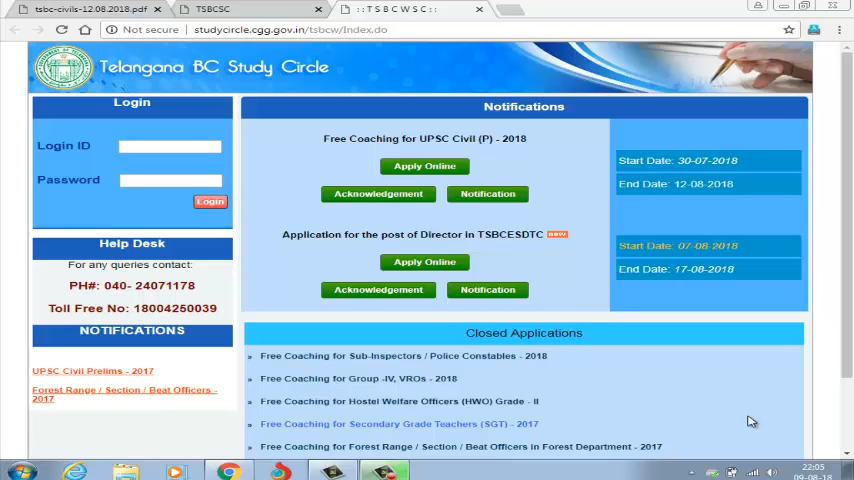 tsbc-civils-12.08.2018.pdf
TSBCSC
: : T S B C W S C : :
Not secure
studycircle.cgg.gov.in/tsbcw/Index.do
Telangana BC Study Circle
Login
Login ID
Password
Login
Help Desk
For any queries contact:
PH#: 040- 24071178
Toll Free No: 18004250039
NOTIFICATIONS
UPSC Civil Prelims - 2017
Forest Range / Section / Beat Officers -
2017
Notifications
Free Coaching for UPSC Civil (P) - 2018
Apply Online
Acknowledgement
Notification
Start Date: 30-07-2018
End Date: 12-08-2018
Application for the post of Director in TSBCESDTC new
Apply Online
Acknowledgement
Notification
Start Date: 07-08-2018
End Date: 17-08-2018
Closed Applications
» Free Coaching for Sub-Inspectors / Police Constables - 2018
» Free Coaching for Group -IV, VROs - 2018
» Free Coaching for Hostel Welfare Officers (HWO) Grade - II
» Free Coaching for Secondary Grade Teachers (SGT) - 2017
» Free Coaching for Forest Range / Section / Beat Officers in Forest Department - 2017
22:05
09-08-18